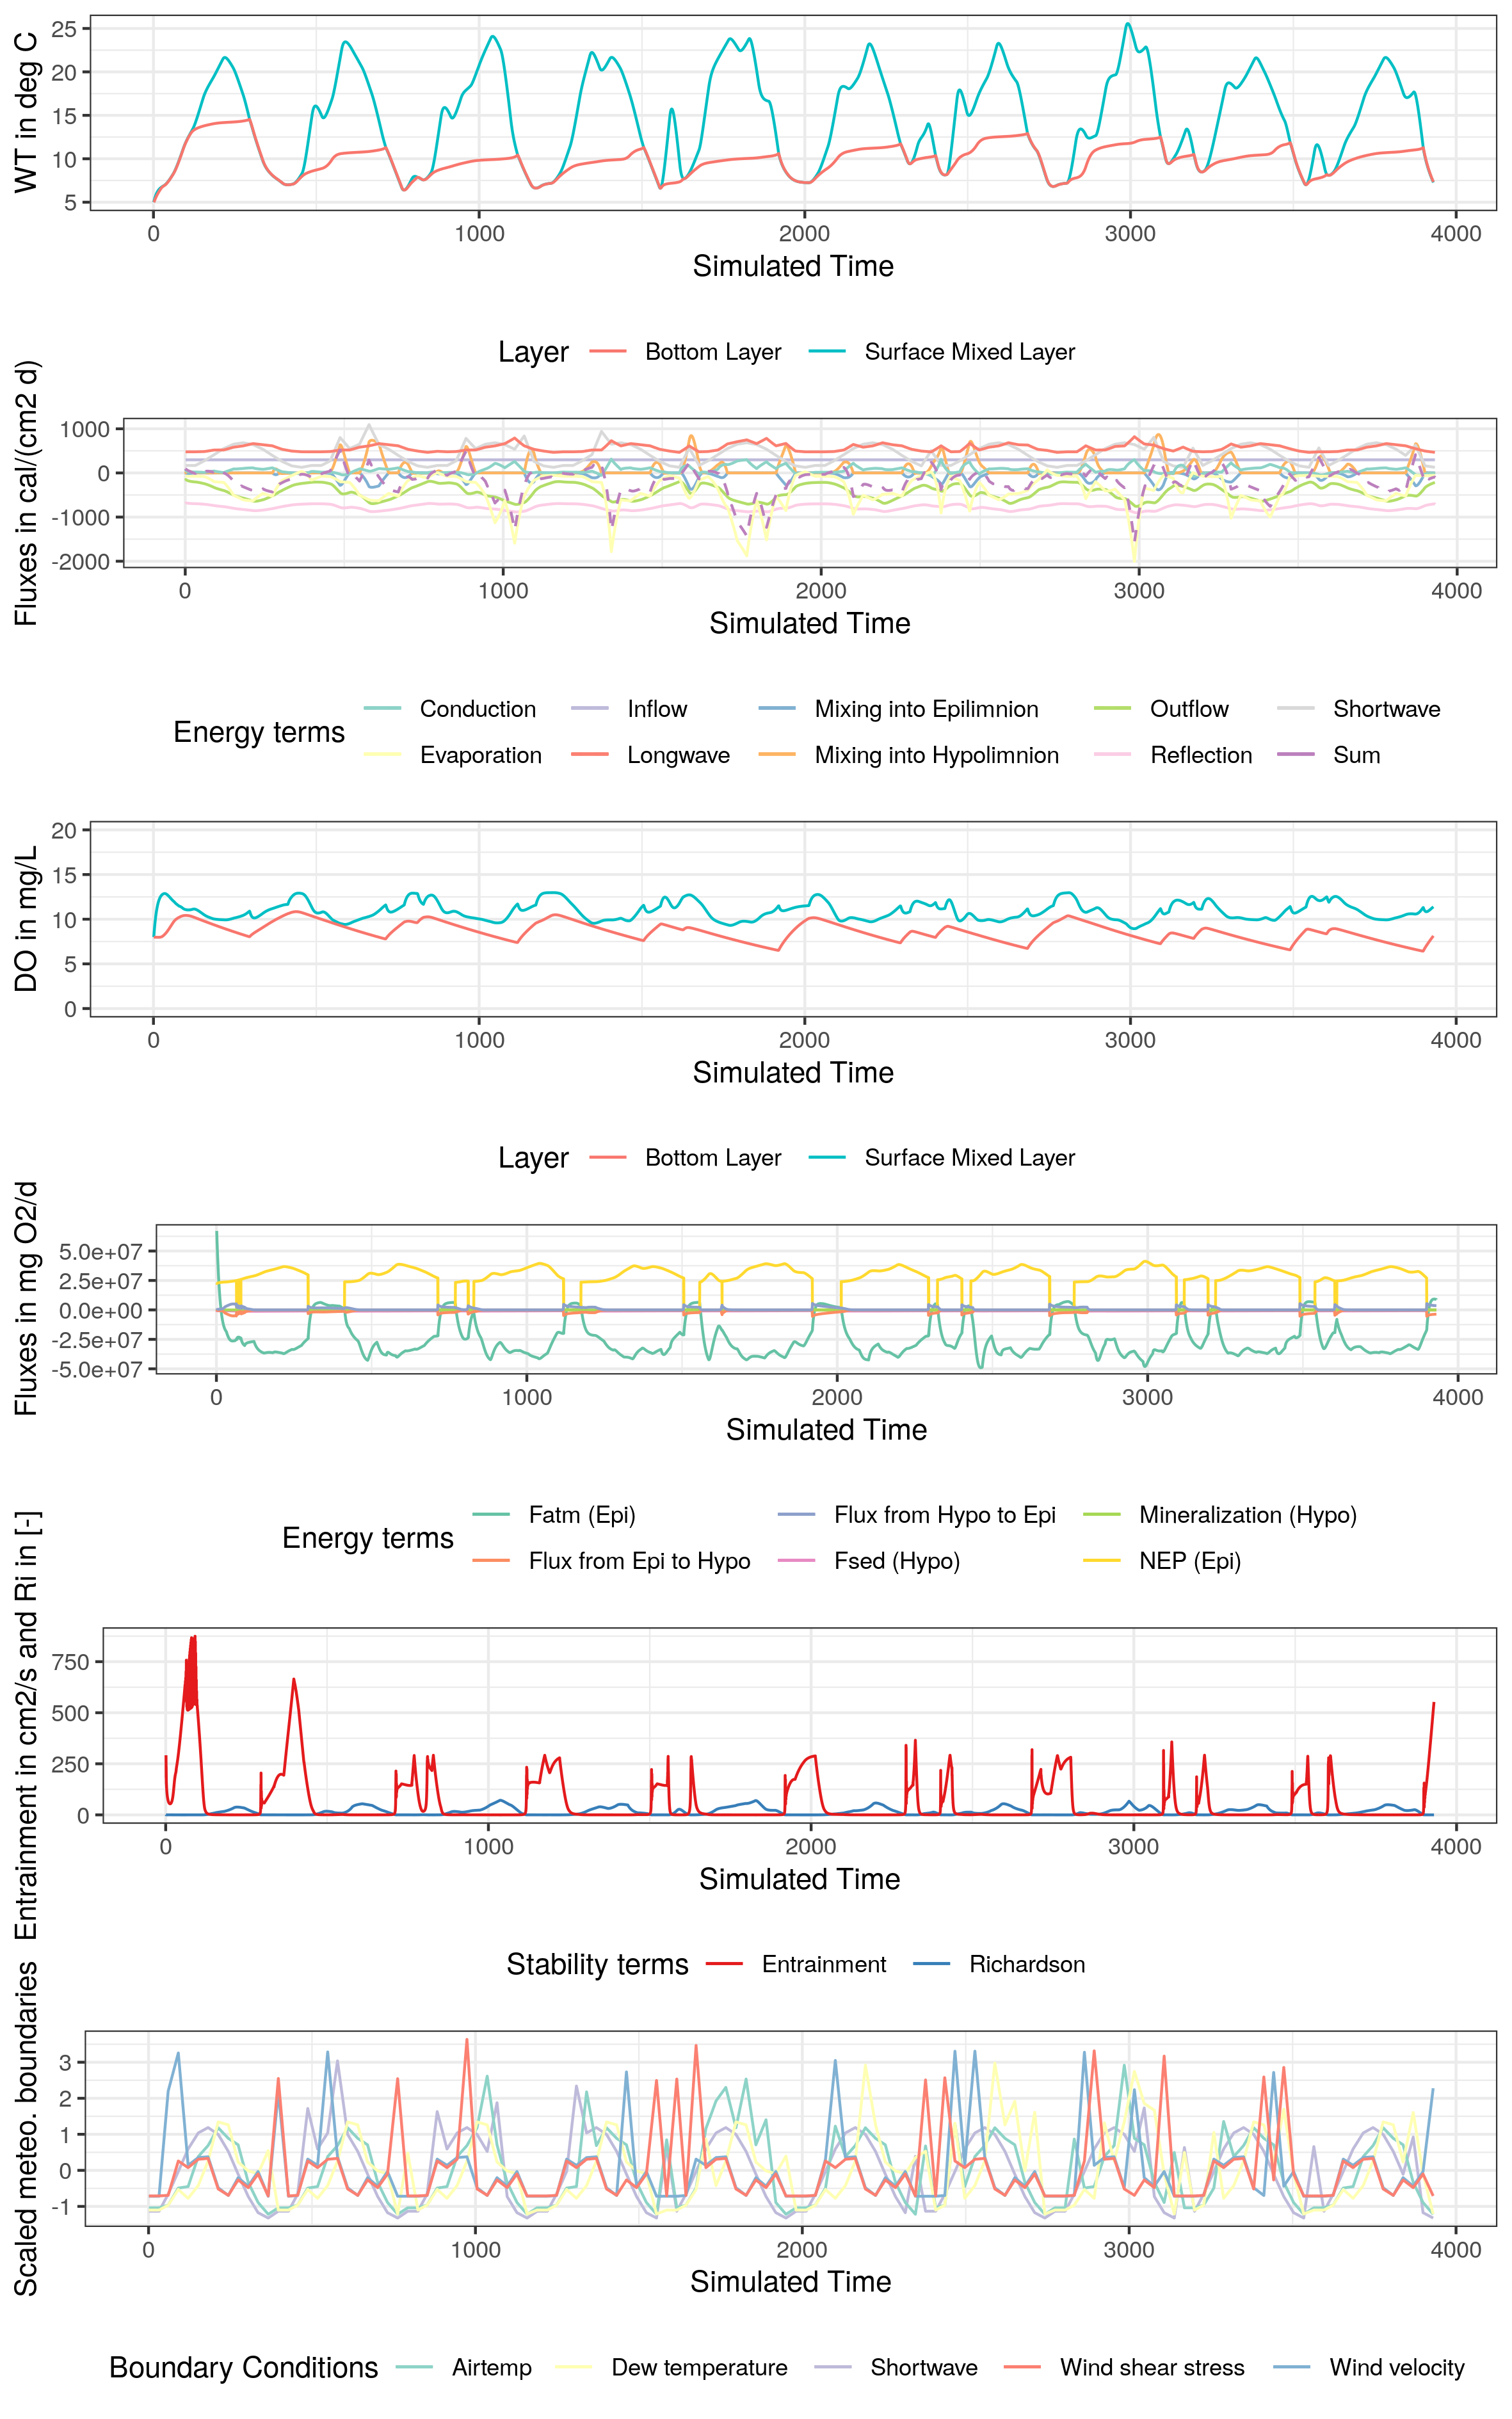 WT in deg C
25
20
15
10
5
0 1000 2000 3000 4000
Simulated Time
Layer Bottom Layer Surface Mixed Layer
Fluxes in cal/(cm2 d)
1000
0
-1000
-2000
0 1000 2000 3000 4000
Simulated Time
Energy terms
Conduction Inflow Mixing into Epilimnion Outflow Shortwave
Evaporation Longwave Mixing into Hypolimnion Reflection Sum
DO in mg/L
20
15
10
5
0
0 1000 2000 3000 4000
Simulated Time
Layer Bottom Layer Surface Mixed Layer
Fluxes in mg O2/d
5.0e+07
2.5e+07
0.0e+00
-2.5e+07
-5.0e+07
0 1000 2000 3000 4000
Simulated Time
Energy terms
Fatm (Epi) Flux from Hypo to Epi Mineralization (Hypo)
Flux from Epi to Hypo Fsed (Hypo) NEP (Epi)
Entrainment in cm2/s and Ri in [-]
750
500
250
0
0 1000 2000 3000 4000
Simulated Time
Stability terms Entrainment Richardson
Scaled meteo. boundaries
3
2
1
0
-1
0 1000 2000 3000 4000
Simulated Time
Boundary Conditions Airtemp Dew temperature Shortwave Wind shear stress Wind velocity